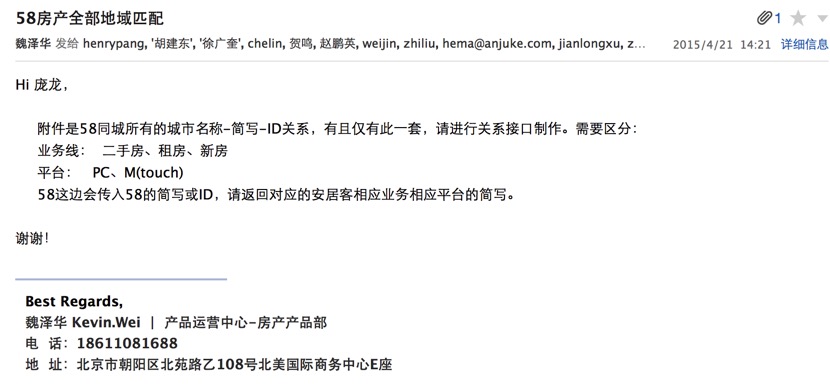 58房产全部地域匹配
1
魏泽华 发给 henrypang, '胡建东', '徐广奎', chelin, 贺鸣, 赵鹏英, weijin, zhiliu, hema@anjuke.com, jianlongxu, z... 2015/4/21 14:21 详细信息
Hi 庞龙，
附件是58同城所有的城市名称-简写-ID关系，有且仅有此一套，请进行关系接口制作。需要区分：
业务线： 二手房、租房、新房
平台： PC、M(touch)
58这边会传入58的简写或ID，请返回对应的安居客相应业务相应平台的简写。
谢谢！
Best Regards,
魏泽华 Kevin.Wei | 产品运营中心-房产产品部
电 话：18611081688
地 址：北京市朝阳区北苑路乙108号北美国际商务中心E座